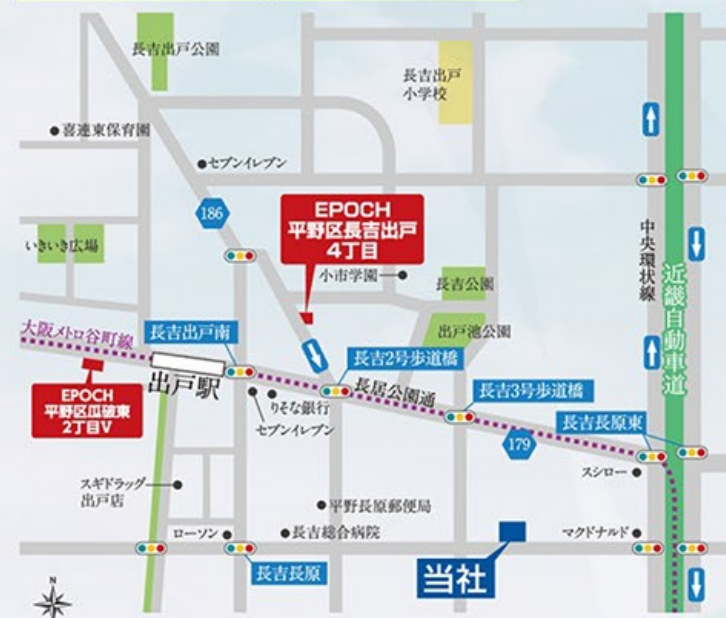 長吉出戸公園
長吉出戸
小学校
喜連東保育園
セブンイレブン
186
EPOCH
平野区長吉出戸
4丁目
中央環状線
いきいき広場
小市学園
長吉公園
近畿自動車道
大阪メトロ谷町線
長吉出戸南
出戸池公園
出戸駅
長吉2号歩道橋
長居公園通
EPOCH
平野区瓜破東
2丁目V
りそな銀行
セブンイレブン
長吉3号歩道橋
長吉長原東
179
スシロー
スギドラッグ
出戸店
平野長原郵便局
ローソン
長吉総合病院
マクドナルド
長吉長原
当社
N